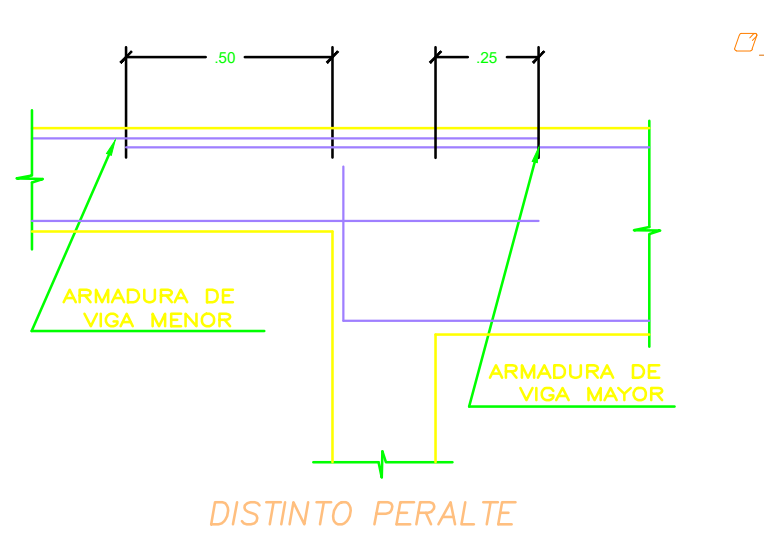 .50
.25
ARMADURA DE
VIGA MENOR
ARMADURA DE
VIGA MAYOR
DISTINTO PERALTE